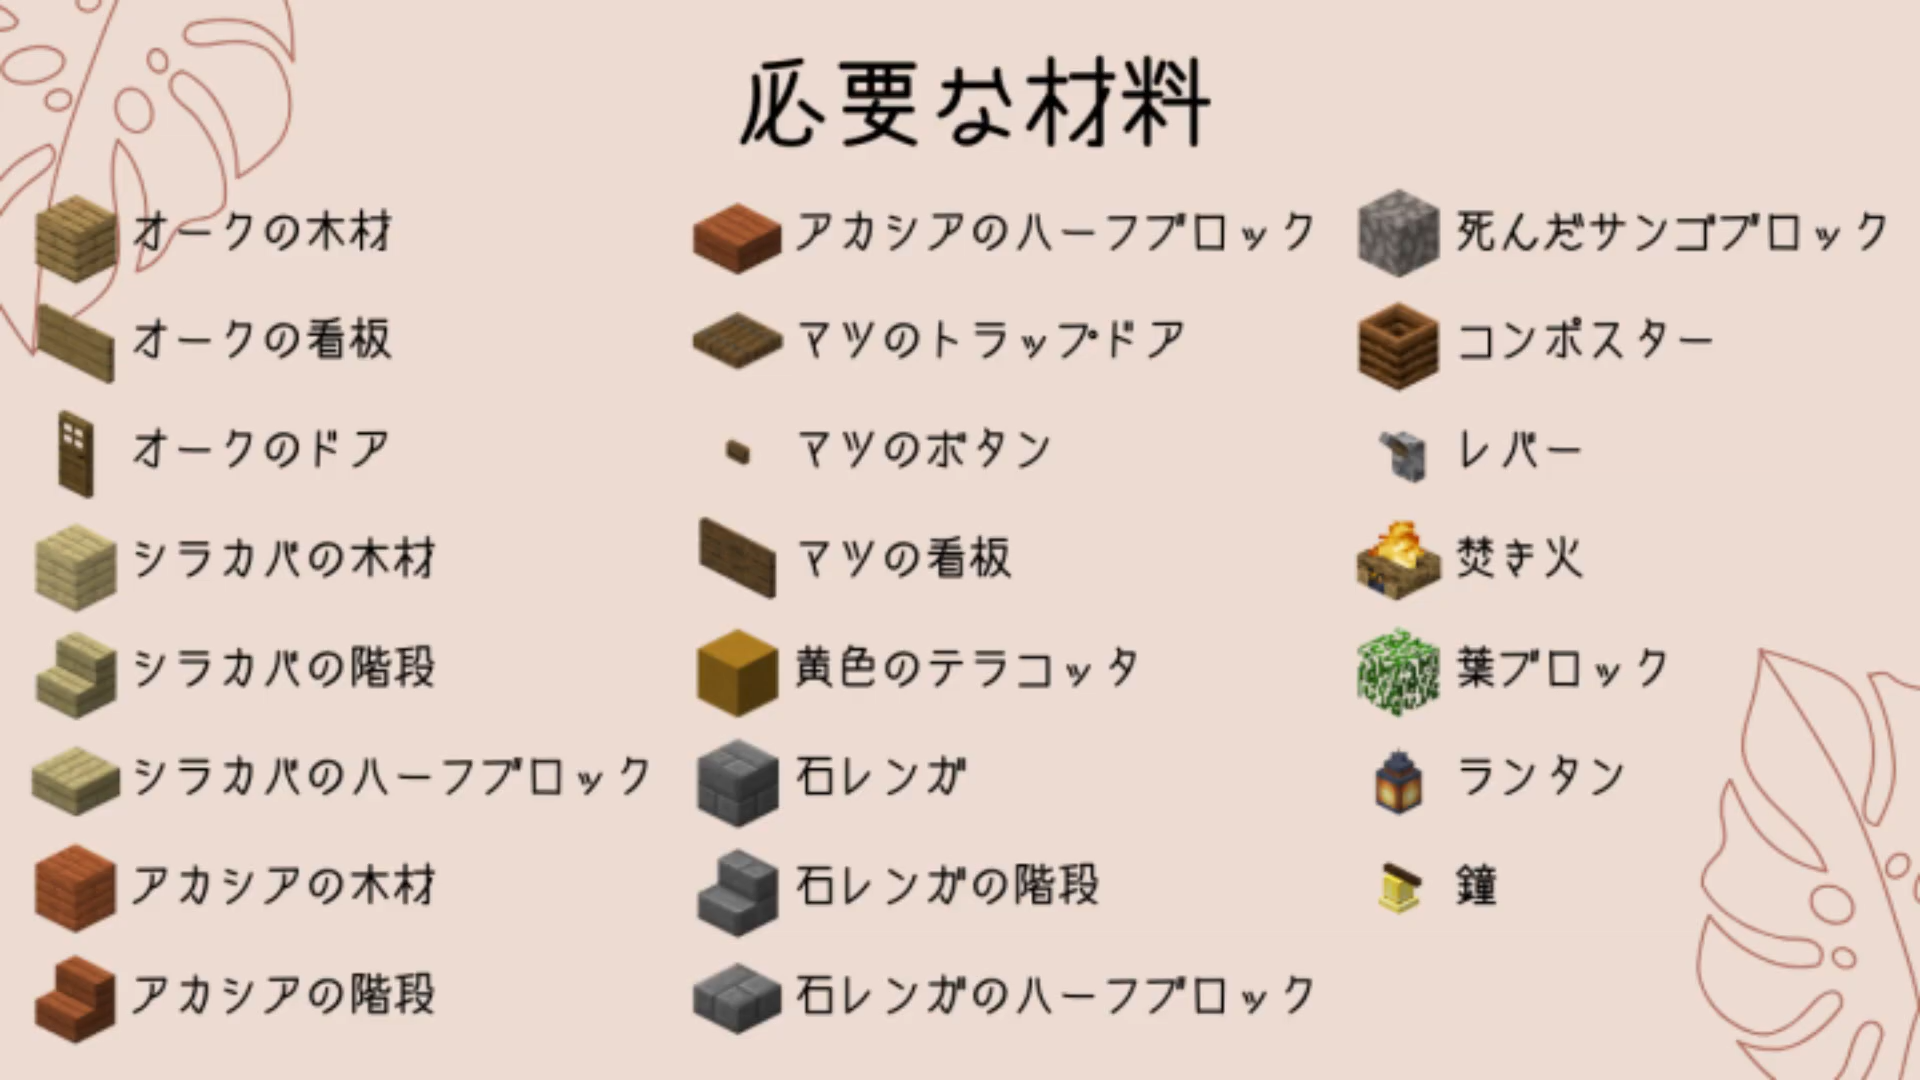 必要な材料
オークの木材
オークの看板
オークのドア
シラカバの木材
シラカバの階段
シラカバのハーフブロック
アカシアの木材
アカシアの階段
アカシアのハーフブロック
マツのトラップドア
マツのボタン
マツの看板
黄色のテラコッタ
石レンガ
石レンガの階段
石レンガのハーフブロック
死んだサンゴブロック
コンポスター
レバー
焚き火
葉ブロック
ランタン
鐘